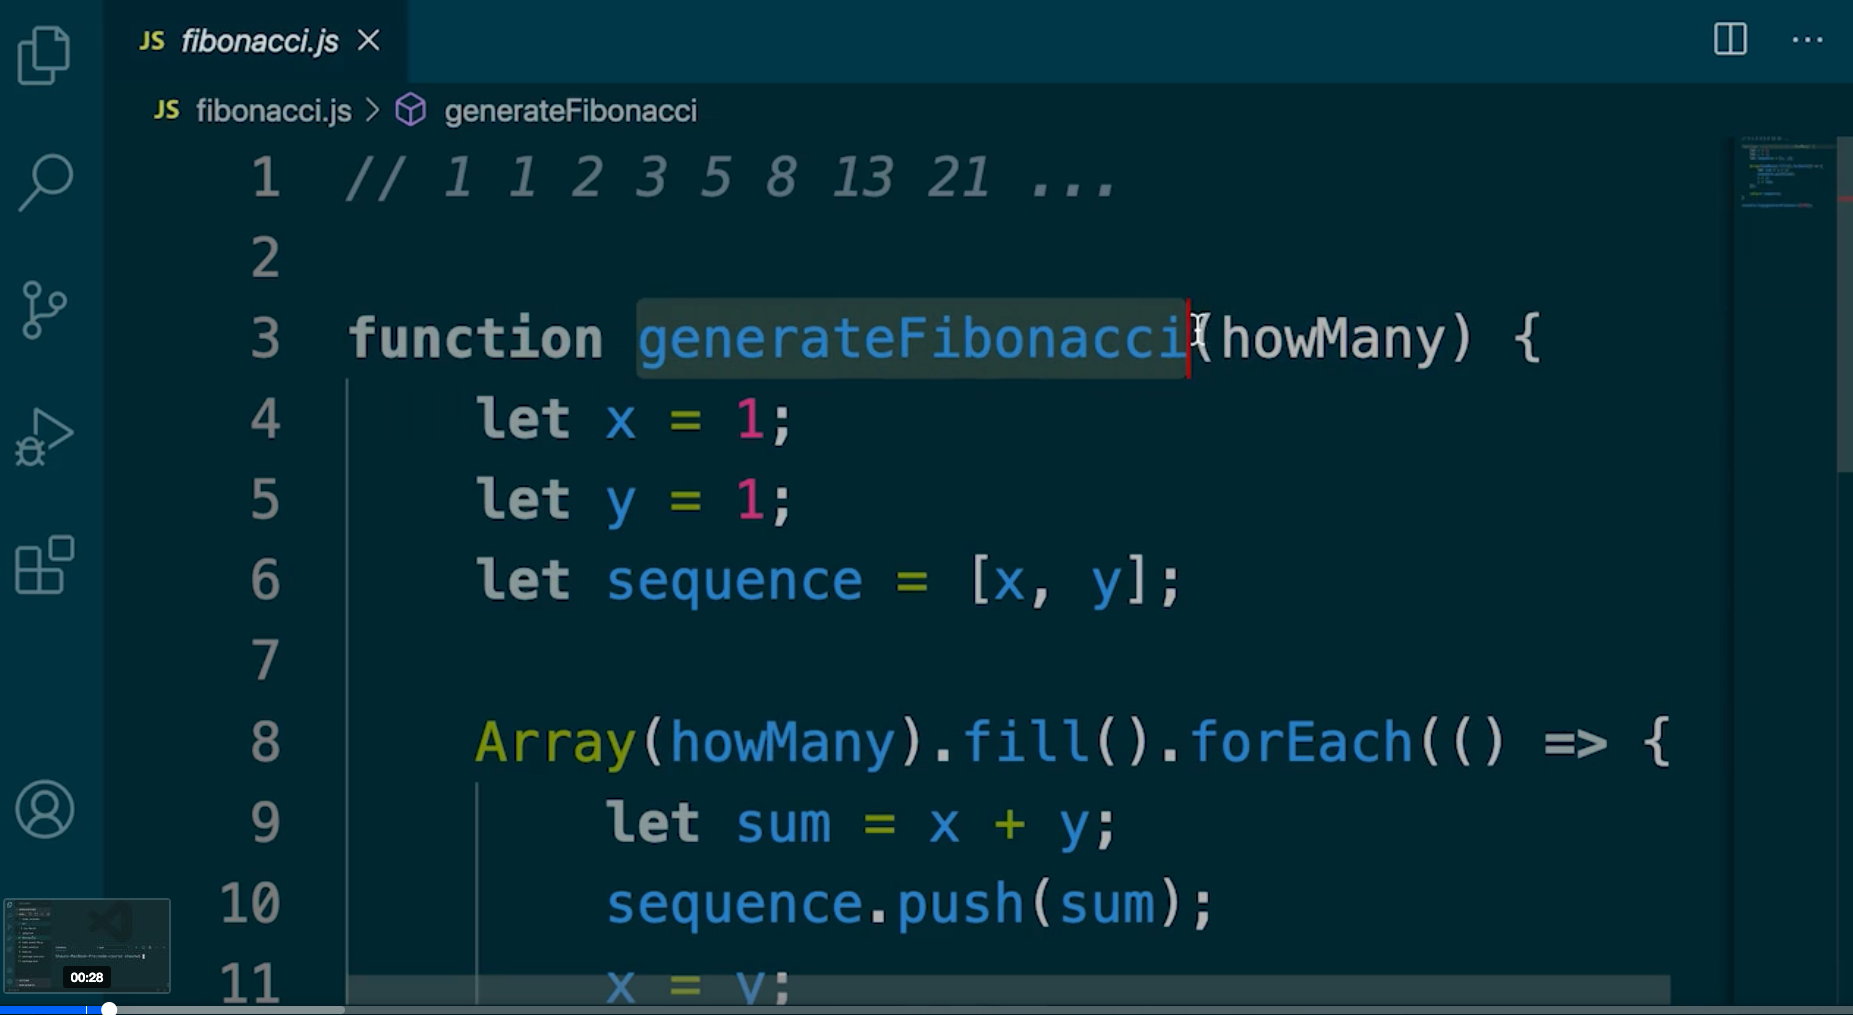 JS fibonacci.js
JS fibonacci.js > generateFibonacci
1 // 1 1 2 3 5 8 13 21 ...
2
3 function generateFibonacci(howMany) {
4 let x = 1;
5 let y = 1;
6 let sequence = [x, y];
7
8 Array(howMany).fill().forEach(() => {
9 let sum = x + y;
10 sequence.push(sum);
11 x = y;
00:28